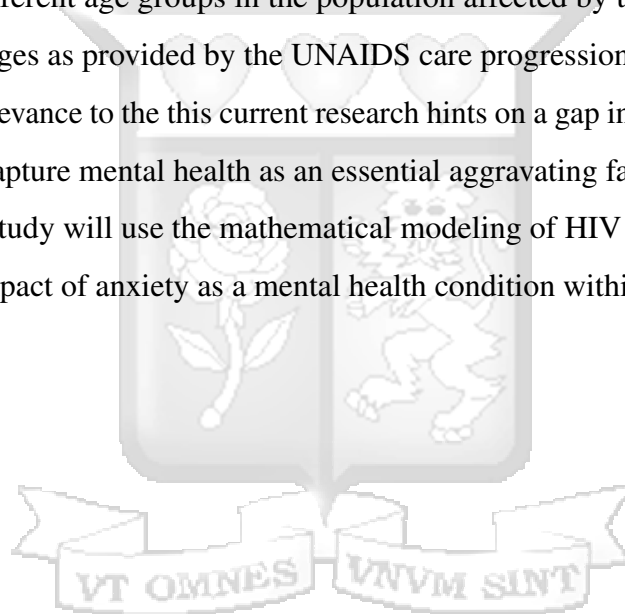 ferent age groups in the population affected by t
ges as provided by the UNAIDS care progression
evance to the this current research hints on a gap in
apture mental health as an essential aggravating fa
tudy will use the mathematical modeling of HIV
pact of anxiety as a mental health condition withi
VT OMNES VNVM SINT